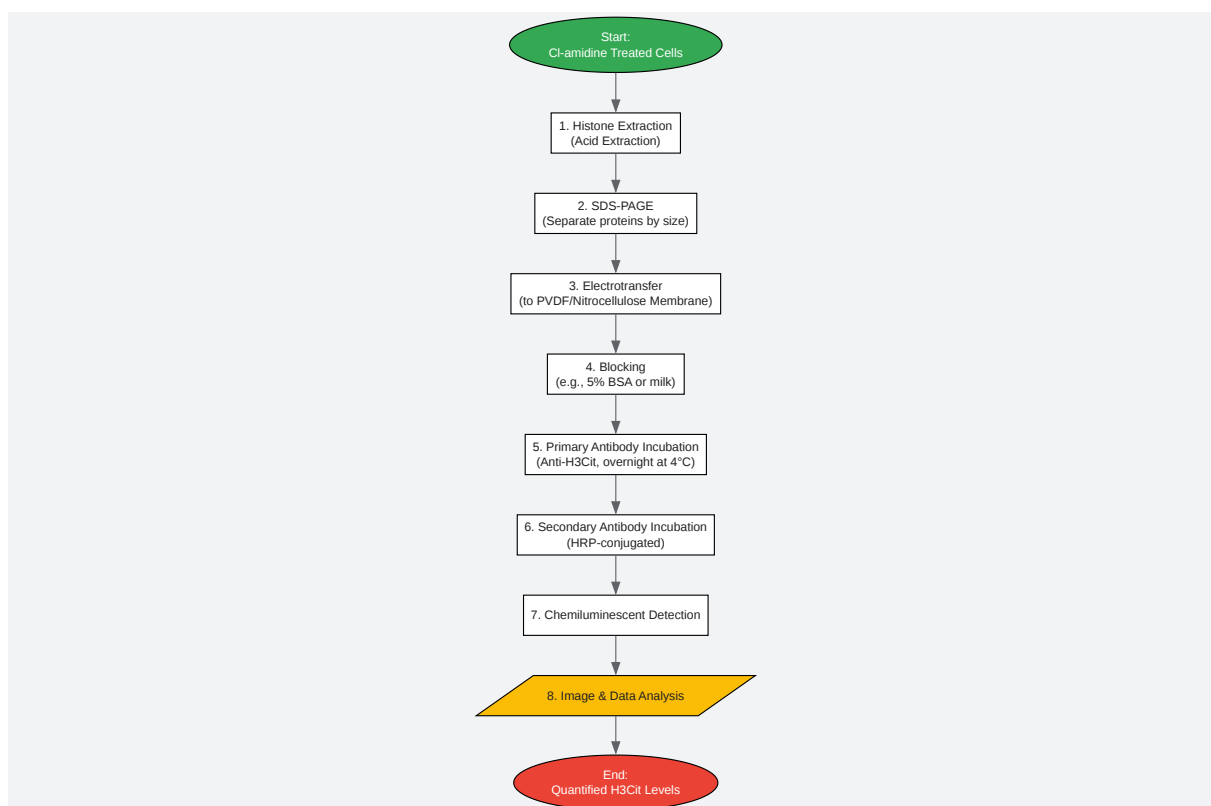 Start:
Cl-amidine Treated Cells
1. Histone Extraction
(Acid Extraction)
2. SDS-PAGE
(Separate proteins by size)
3. Electrotransfer
(to PVDF/Nitrocellulose Membrane)
4. Blocking
(e.g., 5% BSA or milk)
5. Primary Antibody Incubation
(Anti-H3Cit, overnight at 4°C)
6. Secondary Antibody Incubation
(HRP-conjugated)
7. Chemiluminescent Detection
8. Image & Data Analysis
End:
Quantified H3Cit Levels